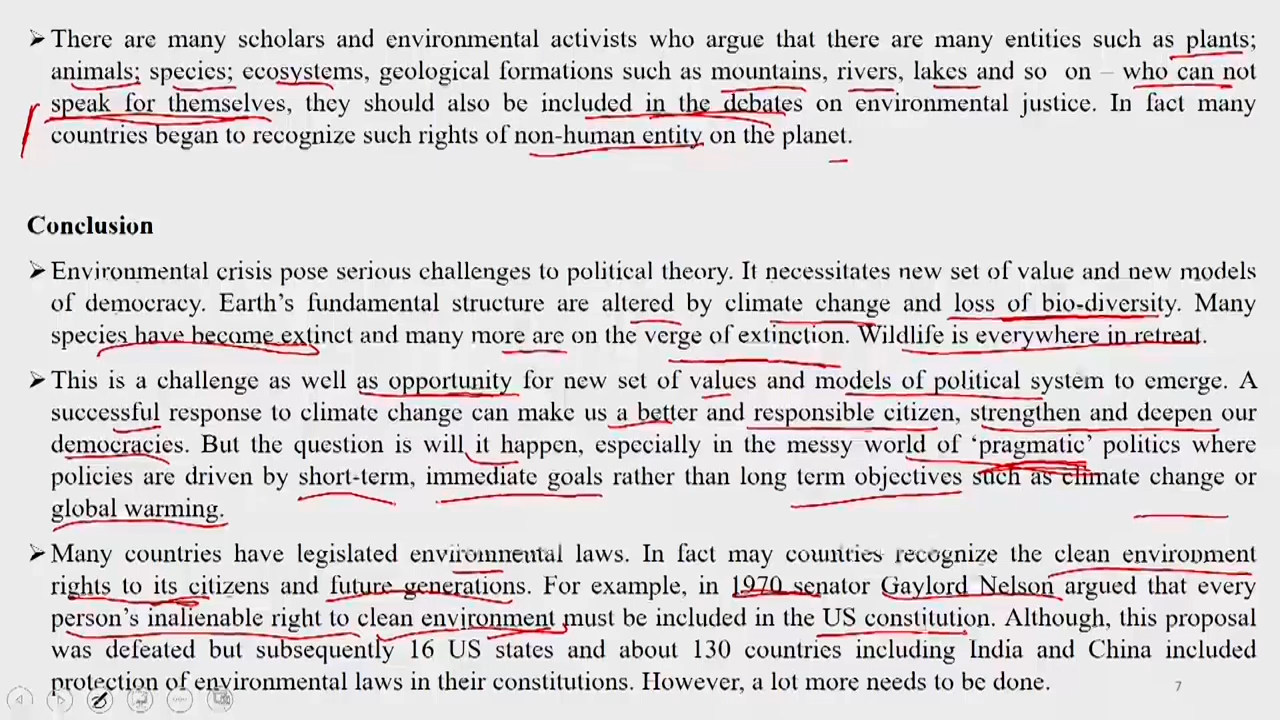 ➤ There are many scholars and environmental activists who argue that there are many entities such as plants;
animals; species; ecosystems, geological formations such as mountains, rivers, lakes and so on – who can not
speak for themselves, they should also be included in the debates on environmental justice. In fact many
countries began to recognize such rights of non-human entity on the planet.
Conclusion
➤ Environmental crisis pose serious challenges to political theory. It necessitates new set of value and new models
of democracy. Earth's fundamental structure are altered by climate change and loss of bio-diversity. Many
species have become extinct and many more are on the verge of extinction. Wildlife is everywhere in retreat.
➤ This is a challenge as well as opportunity for new set of values and models of political system to emerge. A
successful response to climate change can make us a better and responsible citizen, strengthen and deepen our
democracies. But the question is will it happen, especially in the messy world of 'pragmatic' politics where
policies are driven by short-term, immediate goals rather than long term objectives such as climate change or
global warming.
➤ Many countries have legislated environmental laws. In fact may counties recognize the clean environment
rights to its citizens and future generations. For example, in 1970 senator Gaylord Nelson argued that every
person's inalienable right to clean environment must be included in the US constitution. Although, this proposal
was defeated but subsequently 16 US states and about 130 countries including India and China included
protection of environmental laws in their constitutions. However, a lot more needs to be done.
7